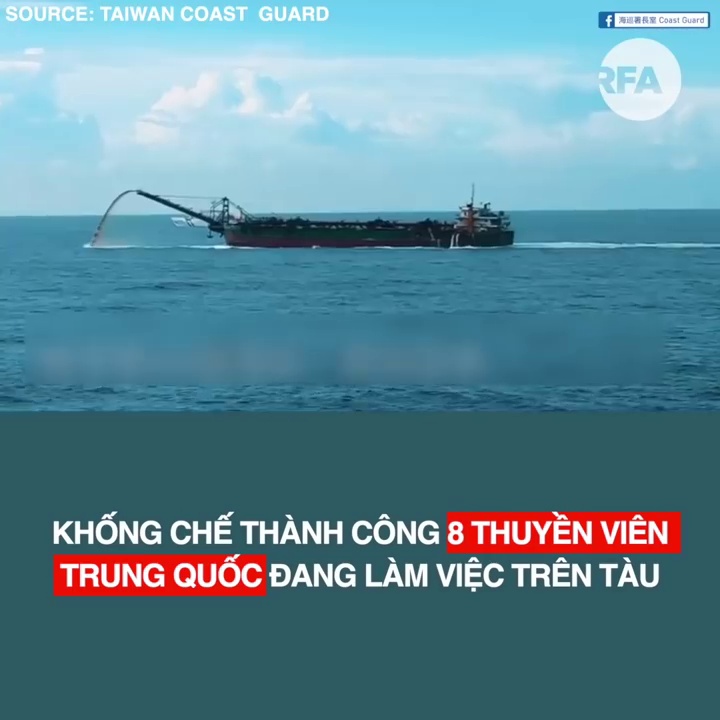 SOURCE: TAIWAN COAST GUARD
海巡署長室 Coast Guard
RFA
KHỐNG CHẾ THÀNH CÔNG 8 THUYỀN VIÊN
TRUNG QUỐC ĐANG LÀM VIỆC TRÊN TÀU